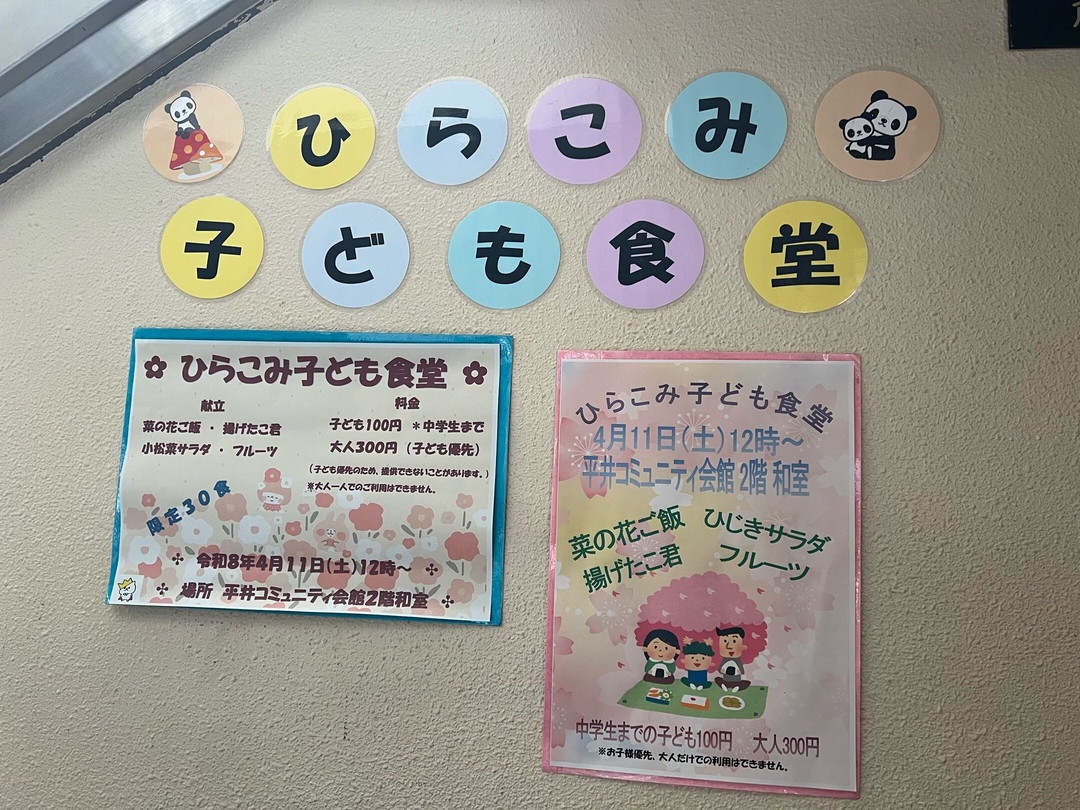 ひらこみ
子ども食堂
ひらこみ子ども食堂
献立
菜の花ご飯 ・ 揚げたこ君
小松菜サラダ ・ フルーツ
料金
子ども100円 ＊中学生まで
大人300円（子ども優先）
（子ども優先のため、提供できないことがあります。）
※大人一人でのご利用はできません。
限定30食
令和8年4月11日（土）12時～
場所 平井コミュニティ会館2階和室
ひらこみ子ども食堂
4月11日（土）12時～
平井コミュニティ会館 2階 和室
菜の花ご飯
揚げたこ君
ひじきサラダ
フルーツ
中学生までの子ども100円 大人300円
※お子様優先、大人だけでの利用はできません。